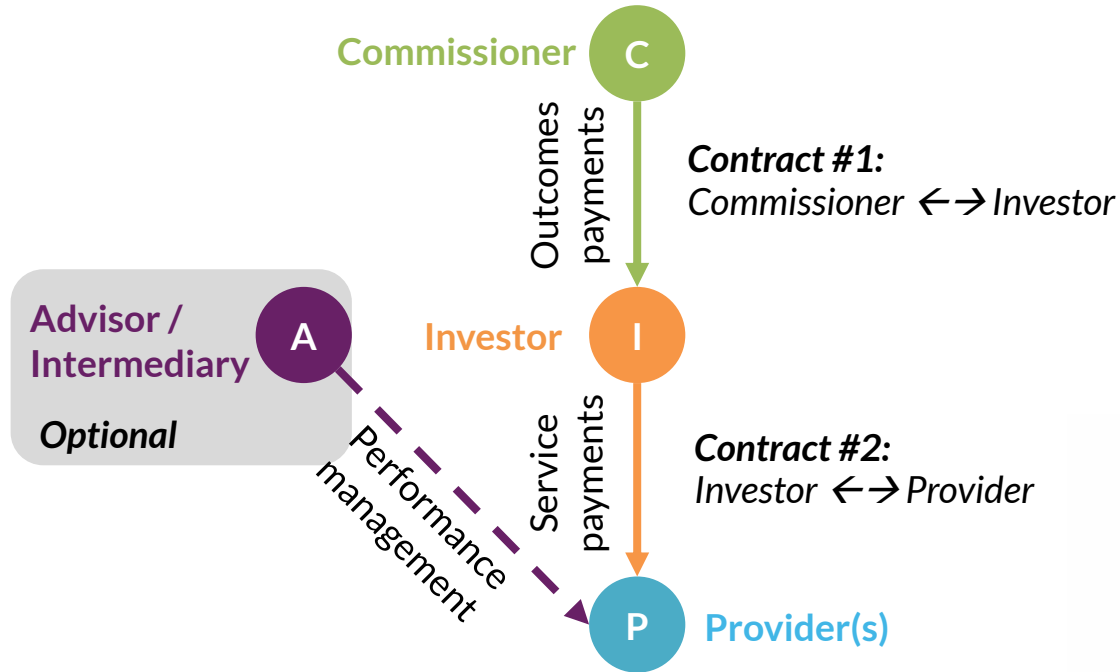 Commissioner
C
Outcomes
payments
Contract #1:
Commissioner ←→ Investor
Advisor /
Intermediary
A
Optional
Investor
I
Performance
management
Service
payments
Contract #2:
Investor ←→ Provider
P
Provider(s)